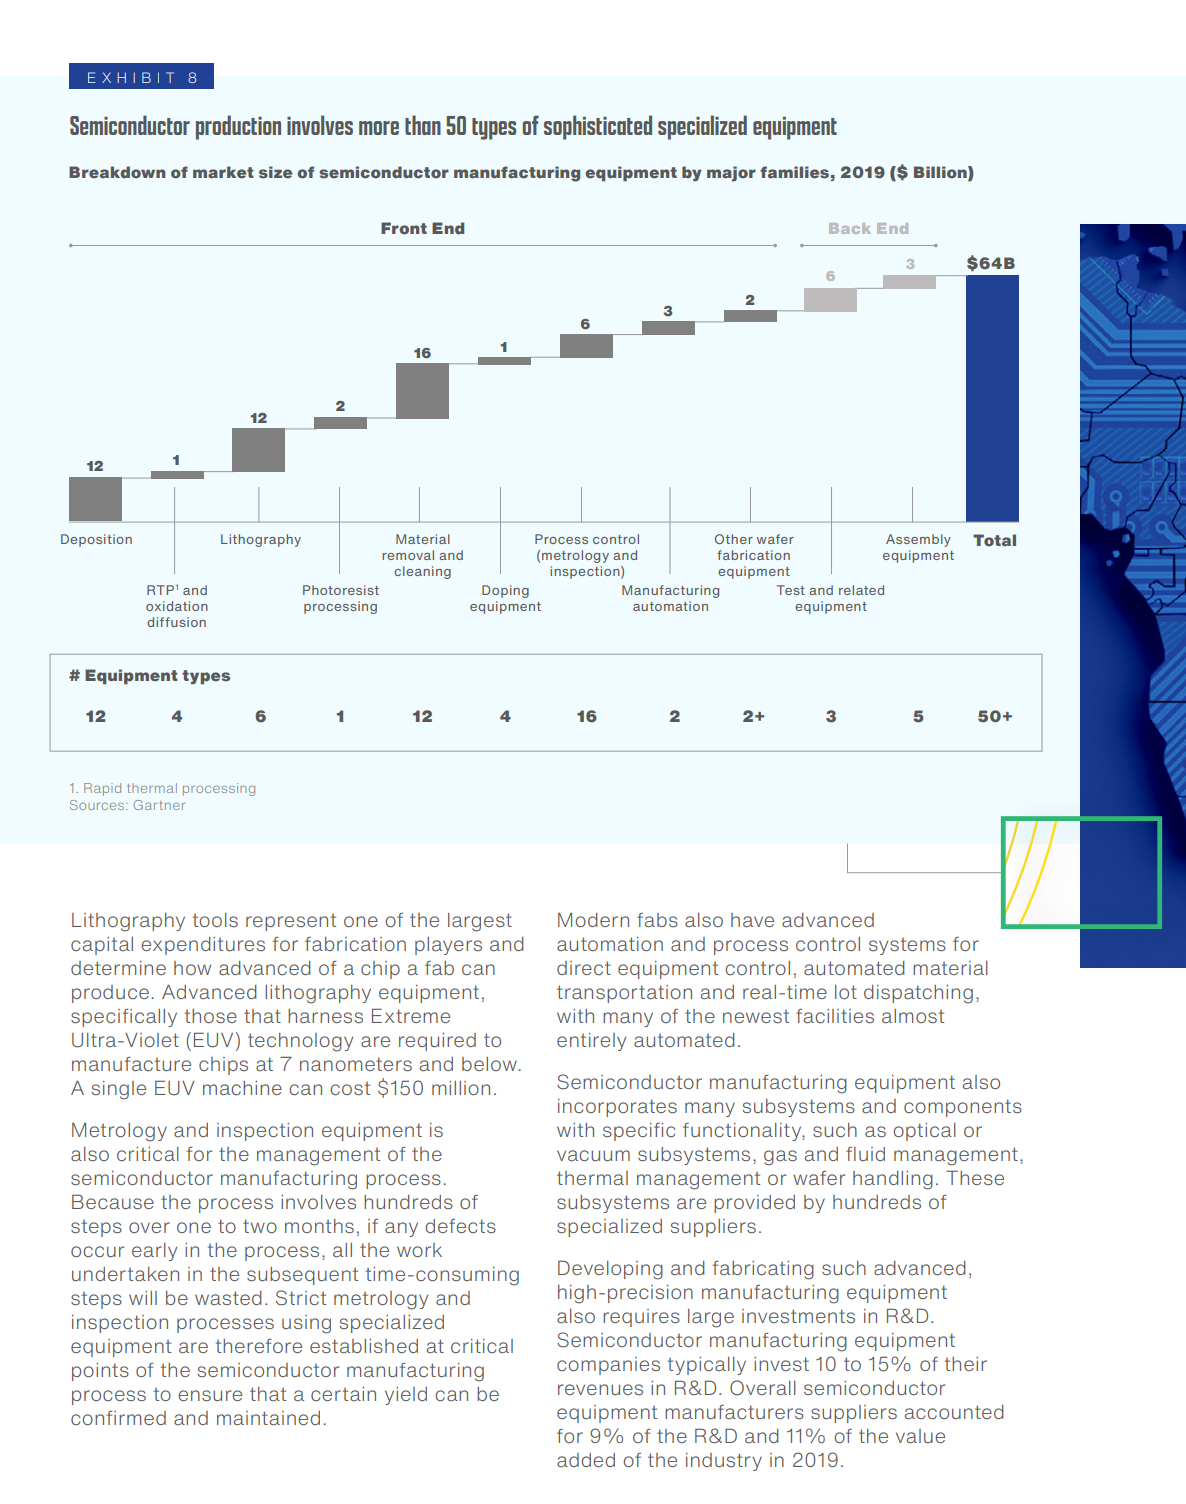 EXHIBIT 8
Semiconductor production involves more than 50 types of sophisticated specialized equipment
Breakdown of market size of semiconductor manufacturing equipment by major families, 2019 ($ Billion)
Front End
Back End
12
1
12
2
16
1
6
3
2
6
3
$64B
Deposition
RTP¹ and
oxidation
diffusion
Lithography
Photoresist
processing
Material
removal and
cleaning
Doping
equipment
Process control
(metrology and
inspection)
Manufacturing
automation
Other wafer
fabrication
equipment
Test and related
equipment
Assembly
equipment
Total
# Equipment types
12 4 6 1 12 4 16 2 2+ 3 5 50+
1. Rapid thermal processing
Sources: Gartner
Lithography tools represent one of the largest
capital expenditures for fabrication players and
determine how advanced of a chip a fab can
produce. Advanced lithography equipment,
specifically those that harness Extreme
Ultra-Violet (EUV) technology are required to
manufacture chips at 7 nanometers and below.
A single EUV machine can cost $150 million.
Metrology and inspection equipment is
also critical for the management of the
semiconductor manufacturing process.
Because the process involves hundreds of
steps over one to two months, if any defects
occur early in the process, all the work
undertaken in the subsequent time-consuming
steps will be wasted. Strict metrology and
inspection processes using specialized
equipment are therefore established at critical
points of the semiconductor manufacturing
process to ensure that a certain yield can be
confirmed and maintained.
Modern fabs also have advanced
automation and process control systems for
direct equipment control, automated material
transportation and real-time lot dispatching,
with many of the newest facilities almost
entirely automated.
Semiconductor manufacturing equipment also
incorporates many subsystems and components
with specific functionality, such as optical or
vacuum subsystems, gas and fluid management,
thermal management or wafer handling. These
subsystems are provided by hundreds of
specialized suppliers.
Developing and fabricating such advanced,
high-precision manufacturing equipment
also requires large investments in R&D.
Semiconductor manufacturing equipment
companies typically invest 10 to 15% of their
revenues in R&D. Overall semiconductor
equipment manufacturers suppliers accounted
for 9% of the R&D and 11% of the value
added of the industry in 2019.